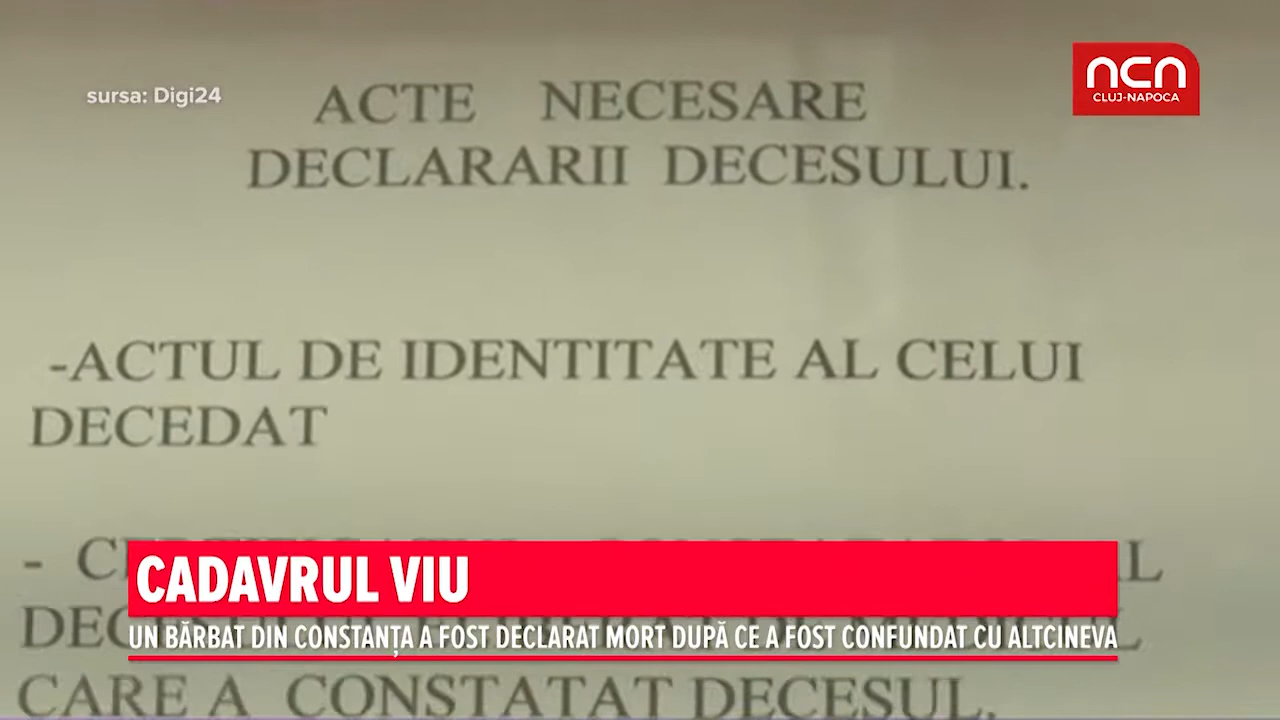 sursa: Digi24
ncn
CLUJ-NAPOCA
ACTE NECESARE
DECLARARII DECESULUI.
-ACTUL DE IDENTITATE AL CELUI
DECEDAT
CADAVRUL VIU
UN BĂRBAT DIN CONSTANȚA A FOST DECLARAT MORT DUPĂ CE A FOST CONFUNDAT CU ALTCINEVA
CARE A CONSTATAT DECESUL.